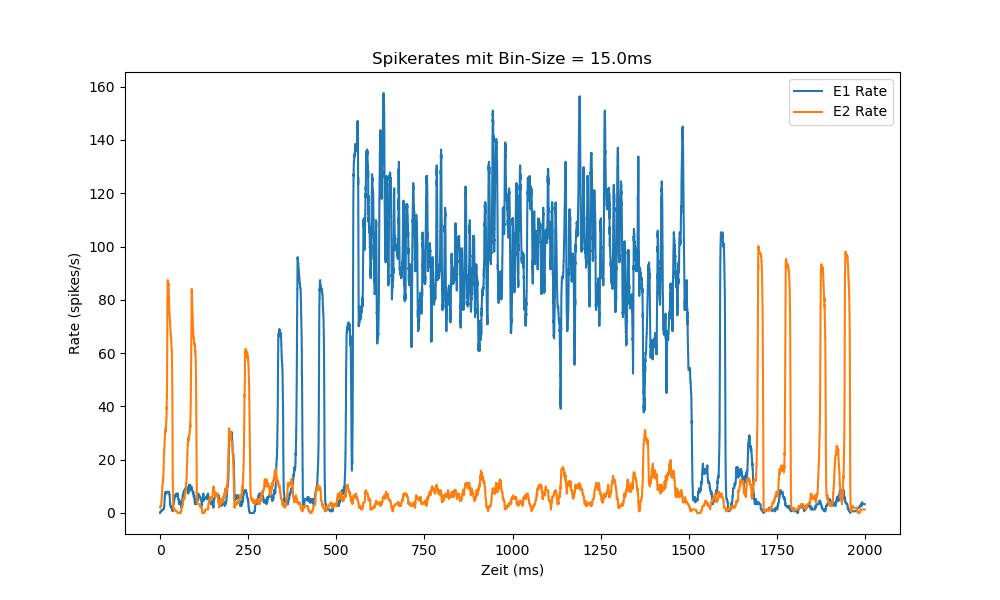 Spikerates mit Bin-Size = 15.0ms
E1 Rate
E2 Rate
Rate (spikes/s)
160
140
120
100
80
60
40
20
0
0 250 500 750 1000 1250 1500 1750 2000
Zeit (ms)